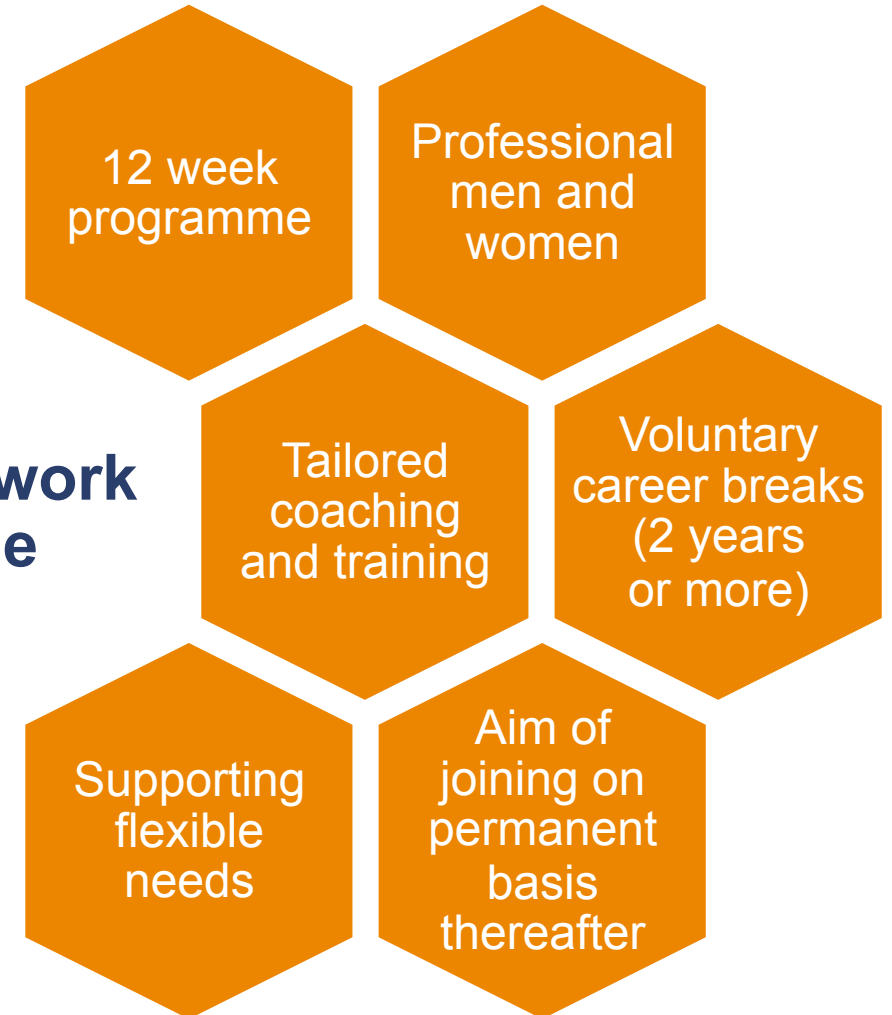 12 week
programme
Professional
men and
women
work
e
Tailored
coaching
and training
Voluntary
career breaks
(2 years
or more)
Supporting
flexible
needs
Aim of
joining on
permanent
basis
thereafter